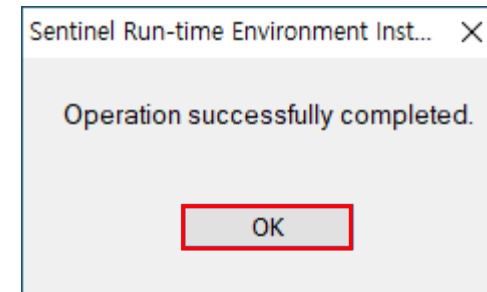 Sentinel Run-time Environment Inst...
Operation successfully completed.
OK